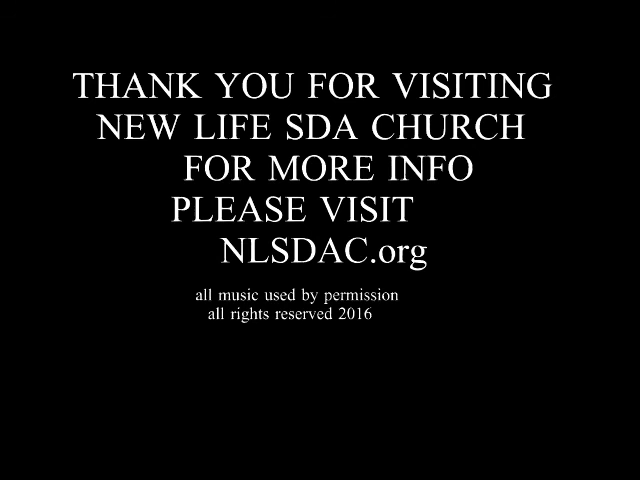 THANK YOU FOR VISITING
NEW LIFE SDA CHURCH
FOR MORE INFO
PLEASE VISIT
NLSDAC.org
all music used by permission
all rights reserved 2016